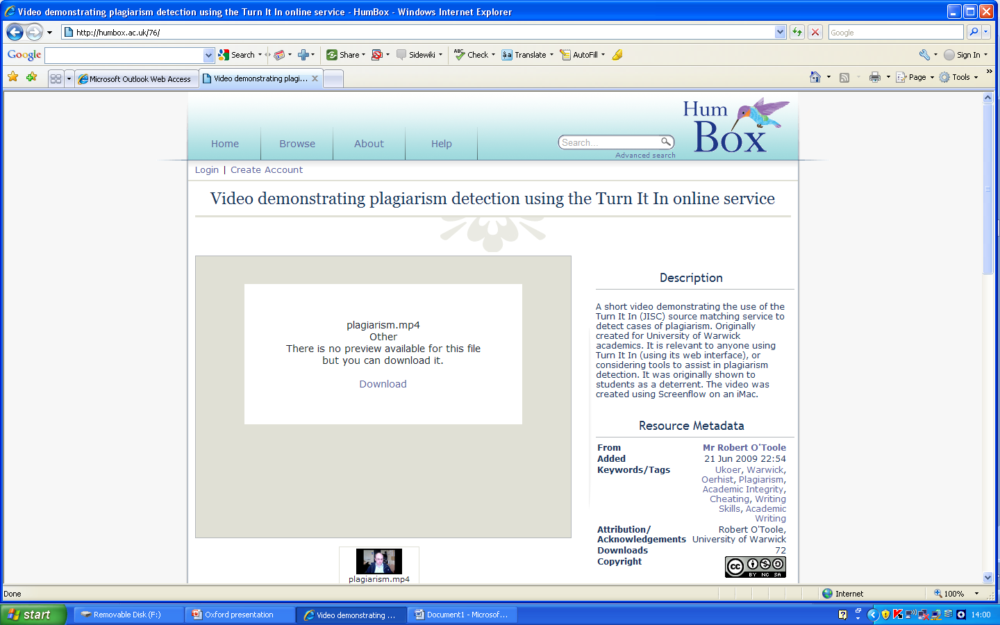 Video demonstrating plagiarism detection using the Turn It In online service - HumBox - Windows Internet Explorer
http://humbox.ac.uk/76/
Google
Google
Search
Share
Sidewiki
Check
Translate
AutoFill
Sign In
Microsoft Outlook Web Access
Video demonstrating plagi...
Page
Tools
Hum
Box
Home
Browse
About
Help
Search...
Advanced search
Login | Create Account
Video demonstrating plagiarism detection using the Turn It In online service
plagiarism.mp4
Other
There is no preview available for this file
but you can download it.
Download
plagiarism.mp4
Description
A short video demonstrating the use of the
Turn It In (JISC) source matching service to
detect cases of plagiarism. Originally
created for University of Warwick
academics. It is relevant to anyone using
Turn It In (using its web interface), or
considering tools to assist in plagiarism
detection. It was originally shown to
students as a deterrent. The video was
created using Screenflow on an iMac.
Resource Metadata
From Mr Robert O'Toole
Added 21 Jun 2009 22:54
Keywords/Tags Ukoer, Warwick,
Oerhist, Plagiarism,
Academic Integrity,
Cheating, Writing
Skills, Academic
Writing
Attribution/ Robert O'Toole,
Acknowledgements University of Warwick
Downloads 72
Copyright
cc
BY NC SA
Done
Internet
100%
start
Removable Disk (F:)
Oxford presentation
Video demonstrating ...
Document1 - Microsof...
14:00